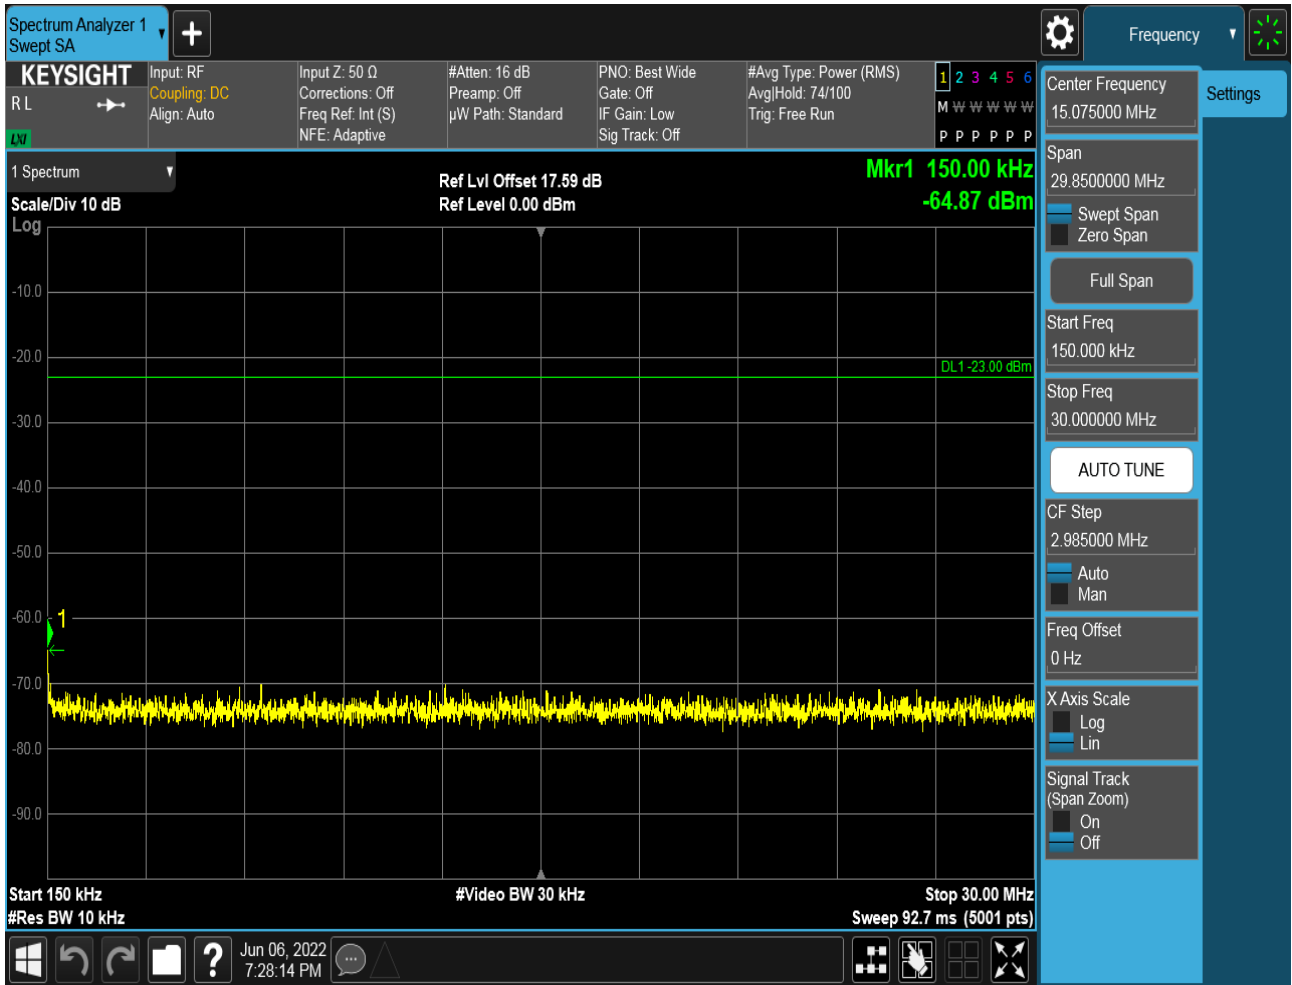 Spectrum Analyzer 1
Swept SA
Frequency
KEYSIGHT
R L
LXI
Input: RF
Coupling: DC
Align: Auto
Input Z: 50 Ω
Corrections: Off
Freq Ref: Int (S)
NFE: Adaptive
#Atten: 16 dB
Preamp: Off
µW Path: Standard
PNO: Best Wide
Gate: Off
IF Gain: Low
Sig Track: Off
#Avg Type: Power (RMS)
Avg|Hold: 74/100
Trig: Free Run
1 2 3 4 5 6
M W W W W W
P P P P P P
1 Spectrum
Scale/Div 10 dB
Log
Ref Lvl Offset 17.59 dB
Ref Level 0.00 dBm
Mkr1 150.00 kHz
-64.87 dBm
-10.0
-20.0
DL1 -23.00 dBm
-30.0
-40.0
-50.0
-60.0
1
-70.0
-80.0
-90.0
Start 150 kHz
#Video BW 30 kHz
Stop 30.00 MHz
#Res BW 10 kHz
Sweep 92.7 ms (5001 pts)
?
Jun 06, 2022
7:28:14 PM
Center Frequency
15.075000 MHz
Settings
Span
29.8500000 MHz
Swept Span
Zero Span
Full Span
Start Freq
150.000 kHz
Stop Freq
30.000000 MHz
AUTO TUNE
CF Step
2.985000 MHz
Auto
Man
Freq Offset
0 Hz
X Axis Scale
Log
Lin
Signal Track
(Span Zoom)
On
Off